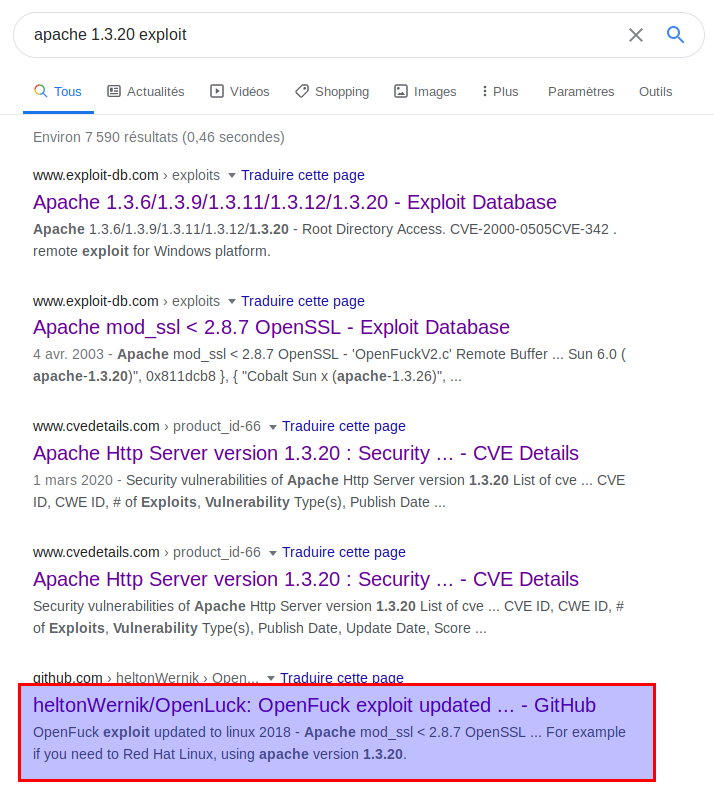 apache 1.3.20 exploit
Tous Actualités Vidéos Shopping Images Plus Paramètres Outils
Environ 7 590 résultats (0,46 secondes)
www.exploit-db.com › exploits Traduire cette page
Apache 1.3.6/1.3.9/1.3.11/1.3.12/1.3.20 - Exploit Database
Apache 1.3.6/1.3.9/1.3.11/1.3.12/1.3.20 - Root Directory Access. CVE-2000-0505CVE-342 .
remote exploit for Windows platform.
www.exploit-db.com › exploits Traduire cette page
Apache mod_ssl < 2.8.7 OpenSSL - Exploit Database
4 avr. 2003 - Apache mod_ssl < 2.8.7 OpenSSL - 'OpenFuckV2.c' Remote Buffer ... Sun 6.0 (
apache-1.3.20)", 0x811dcb8 }, { "Cobalt Sun x (apache-1.3.26)", ...
www.cvedetails.com › product_id-66 Traduire cette page
Apache Http Server version 1.3.20 : Security ... - CVE Details
1 mars 2020 - Security vulnerabilities of Apache Http Server version 1.3.20 List of cve ... CVE
ID, CWE ID, # of Exploits, Vulnerability Type(s), Publish Date ...
www.cvedetails.com › product_id-66 Traduire cette page
Apache Http Server version 1.3.20 : Security ... - CVE Details
Security vulnerabilities of Apache Http Server version 1.3.20 List of cve ... CVE ID, CWE ID, #
of Exploits, Vulnerability Type(s), Publish Date, Update Date, Score ...
github.com › heltonWernik › Open... Traduire cette page
heltonWernik/OpenLuck: OpenFuck exploit updated ... - GitHub
OpenFuck exploit updated to linux 2018 - Apache mod_ssl < 2.8.7 OpenSSL ... For example
if you need to Red Hat Linux, using apache version 1.3.20.